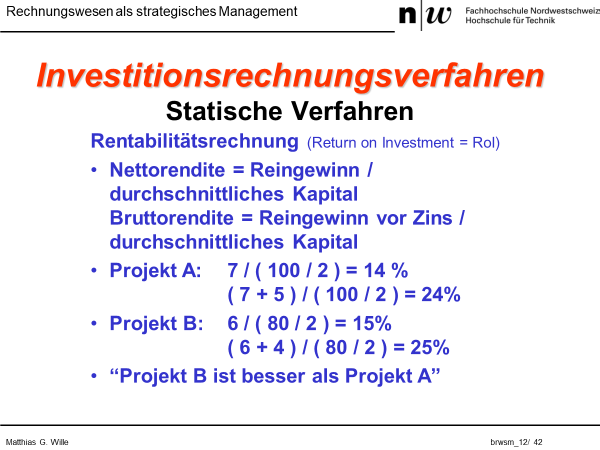 Rechnungswesen als strategisches Management
n w
Fachhochschule Nordwestschweiz
Hochschule für Technik
Investitionsrechnungsverfahren
Statische Verfahren
Rentabilitätsrechnung (Return on Investment = RoI)
• Nettorendite = Reingewinn /
durchschnittliches Kapital
Bruttorendite = Reingewinn vor Zins /
durchschnittliches Kapital
• Projekt A: 7 / ( 100 / 2 ) = 14 %
( 7 + 5 ) / ( 100 / 2 ) = 24%
• Projekt B: 6 / ( 80 / 2 ) = 15%
( 6 + 4 ) / ( 80 / 2 ) = 25%
• “Projekt B ist besser als Projekt A”
Matthias G. Wille
brwsm_12/ 42